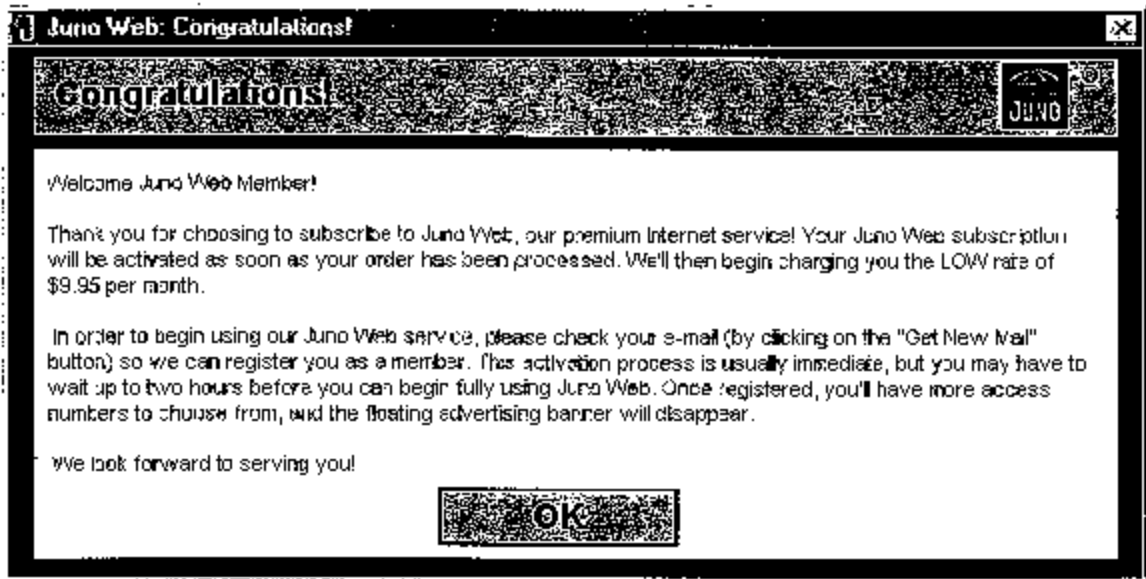 Juno Web: Congratulations!
Congratulations!
JUNO
Welcome Juno Web Member!
Thank you for choosing to subscribe to Juno Web, our premium Internet service! Your Juno Web subscription
will be activated as soon as your order has been processed. We'll then begin charging you the LOW rate of
$9.95 per month.
In order to begin using our Juno Web service, please check your e-mail (by clicking on the "Get New Mail"
button) so we can register you as a member. This activation process is usually immediate, but you may have to
wait up to two hours before you can begin fully using Juno Web. Once registered, you'll have more access
numbers to choose from, and the floating advertising banner will disappear.
We look forward to serving you!
OK